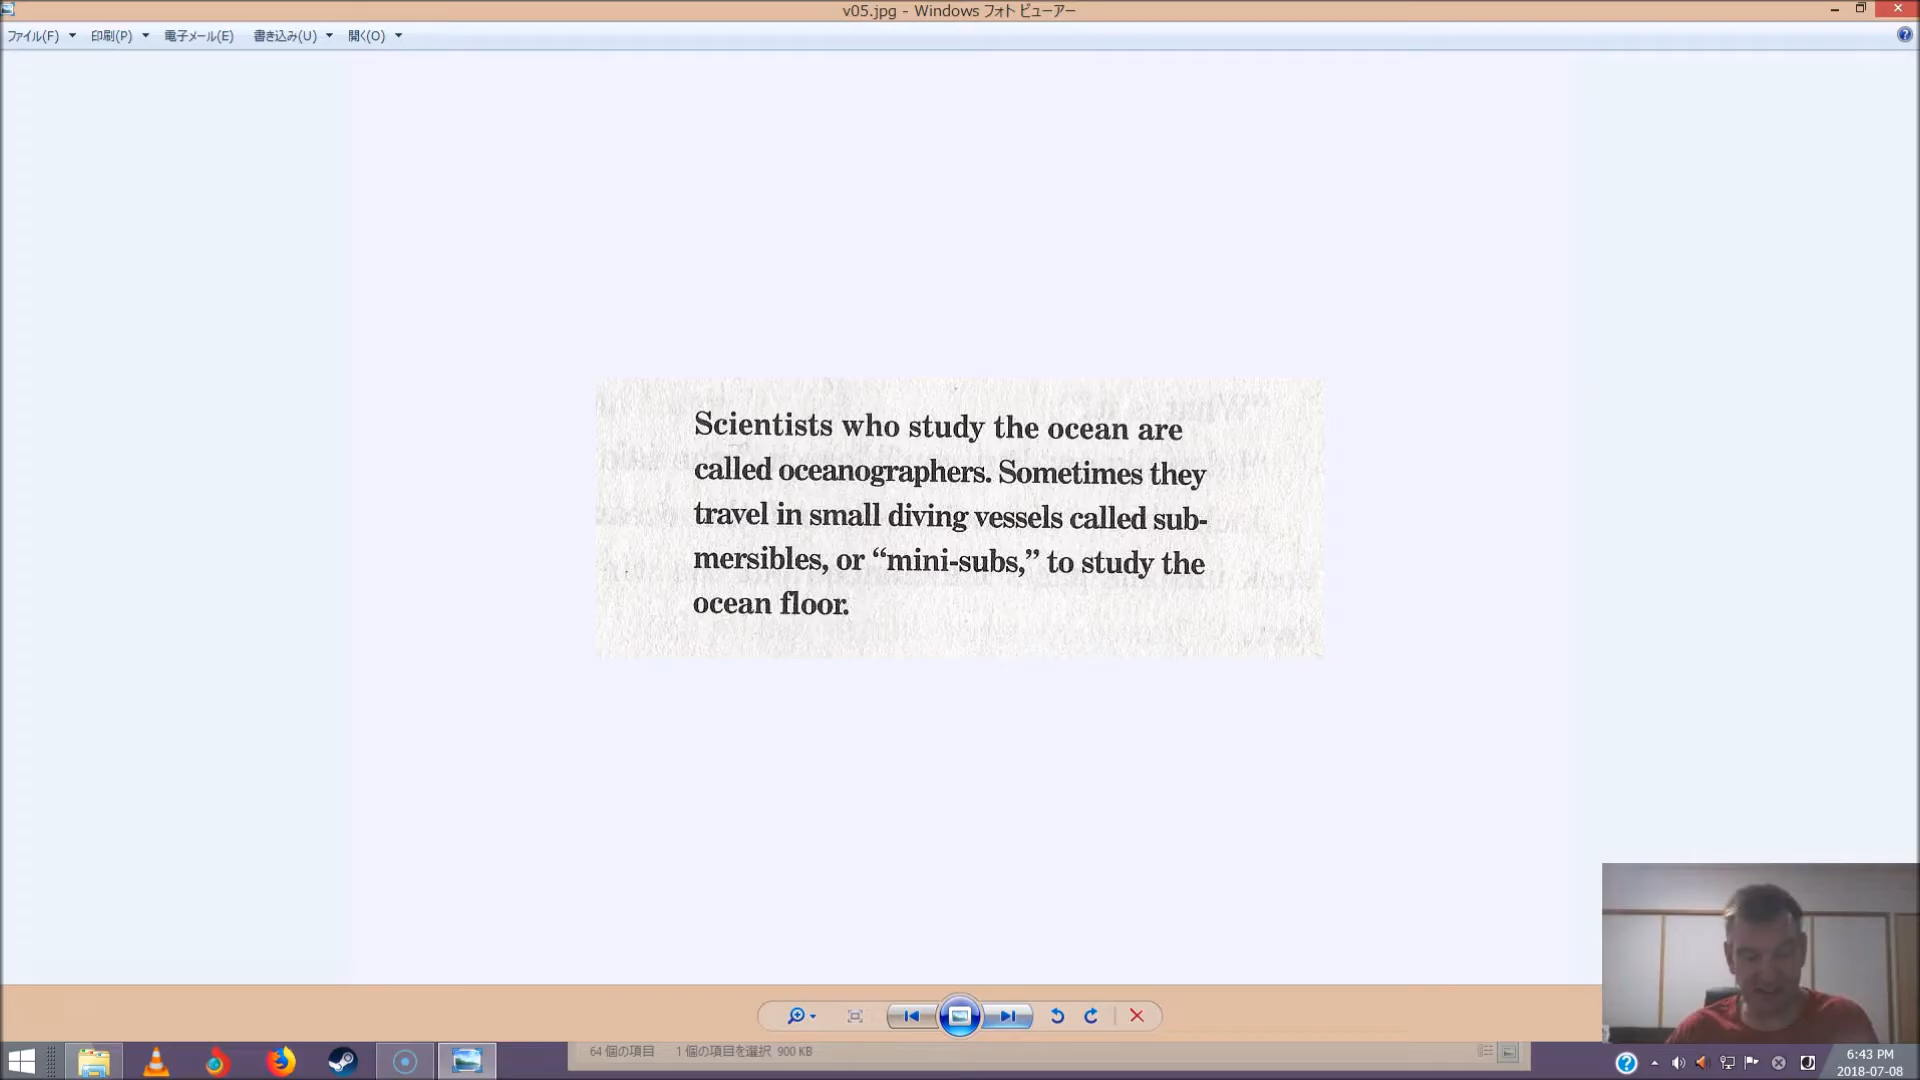 v05.jpg - Windows フォト ビューアー
ファイル(F) 印刷(P) 電子メール(E) 書き込み(U) 開く(O)
Scientists who study the ocean are
called oceanographers. Sometimes they
travel in small diving vessels called sub-
mersibles, or “mini-subs,” to study the
ocean floor.
64 個の項目 1 個の項目を選択 900 KB
6:43 PM
2018-07-08